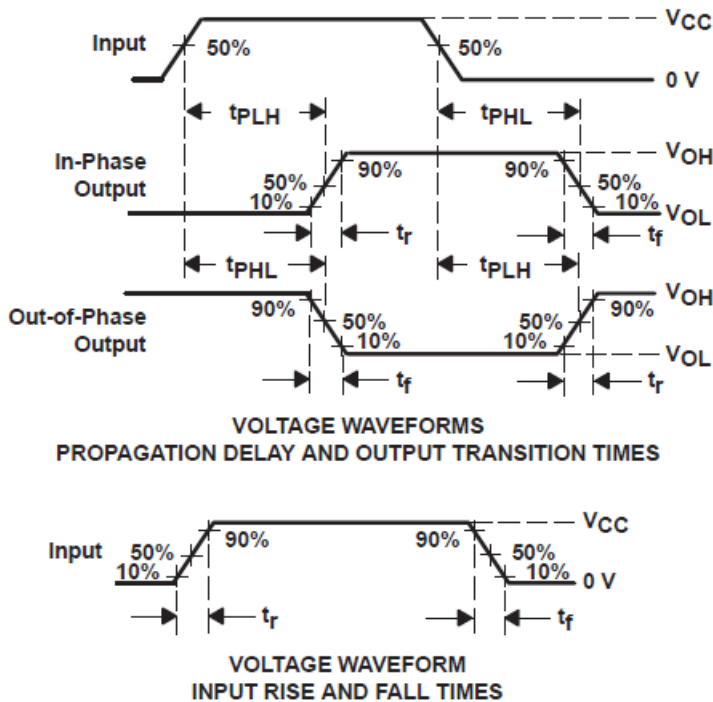 VCC
Input
50%
50%
0 V
tPLH
tPHL
In-Phase
Output
VOH
90%
90%
50%
50%
10%
10%
VOL
tr
tf
tPHL
tPLH
Out-of-Phase
Output
VOH
90%
90%
50%
50%
10%
10%
VOL
tf
tr
VOLTAGE WAVEFORMS
PROPAGATION DELAY AND OUTPUT TRANSITION TIMES
VCC
Input
50%
90%
90%
50%
10%
10%
0 V
tr
tf
VOLTAGE WAVEFORM
INPUT RISE AND FALL TIMES